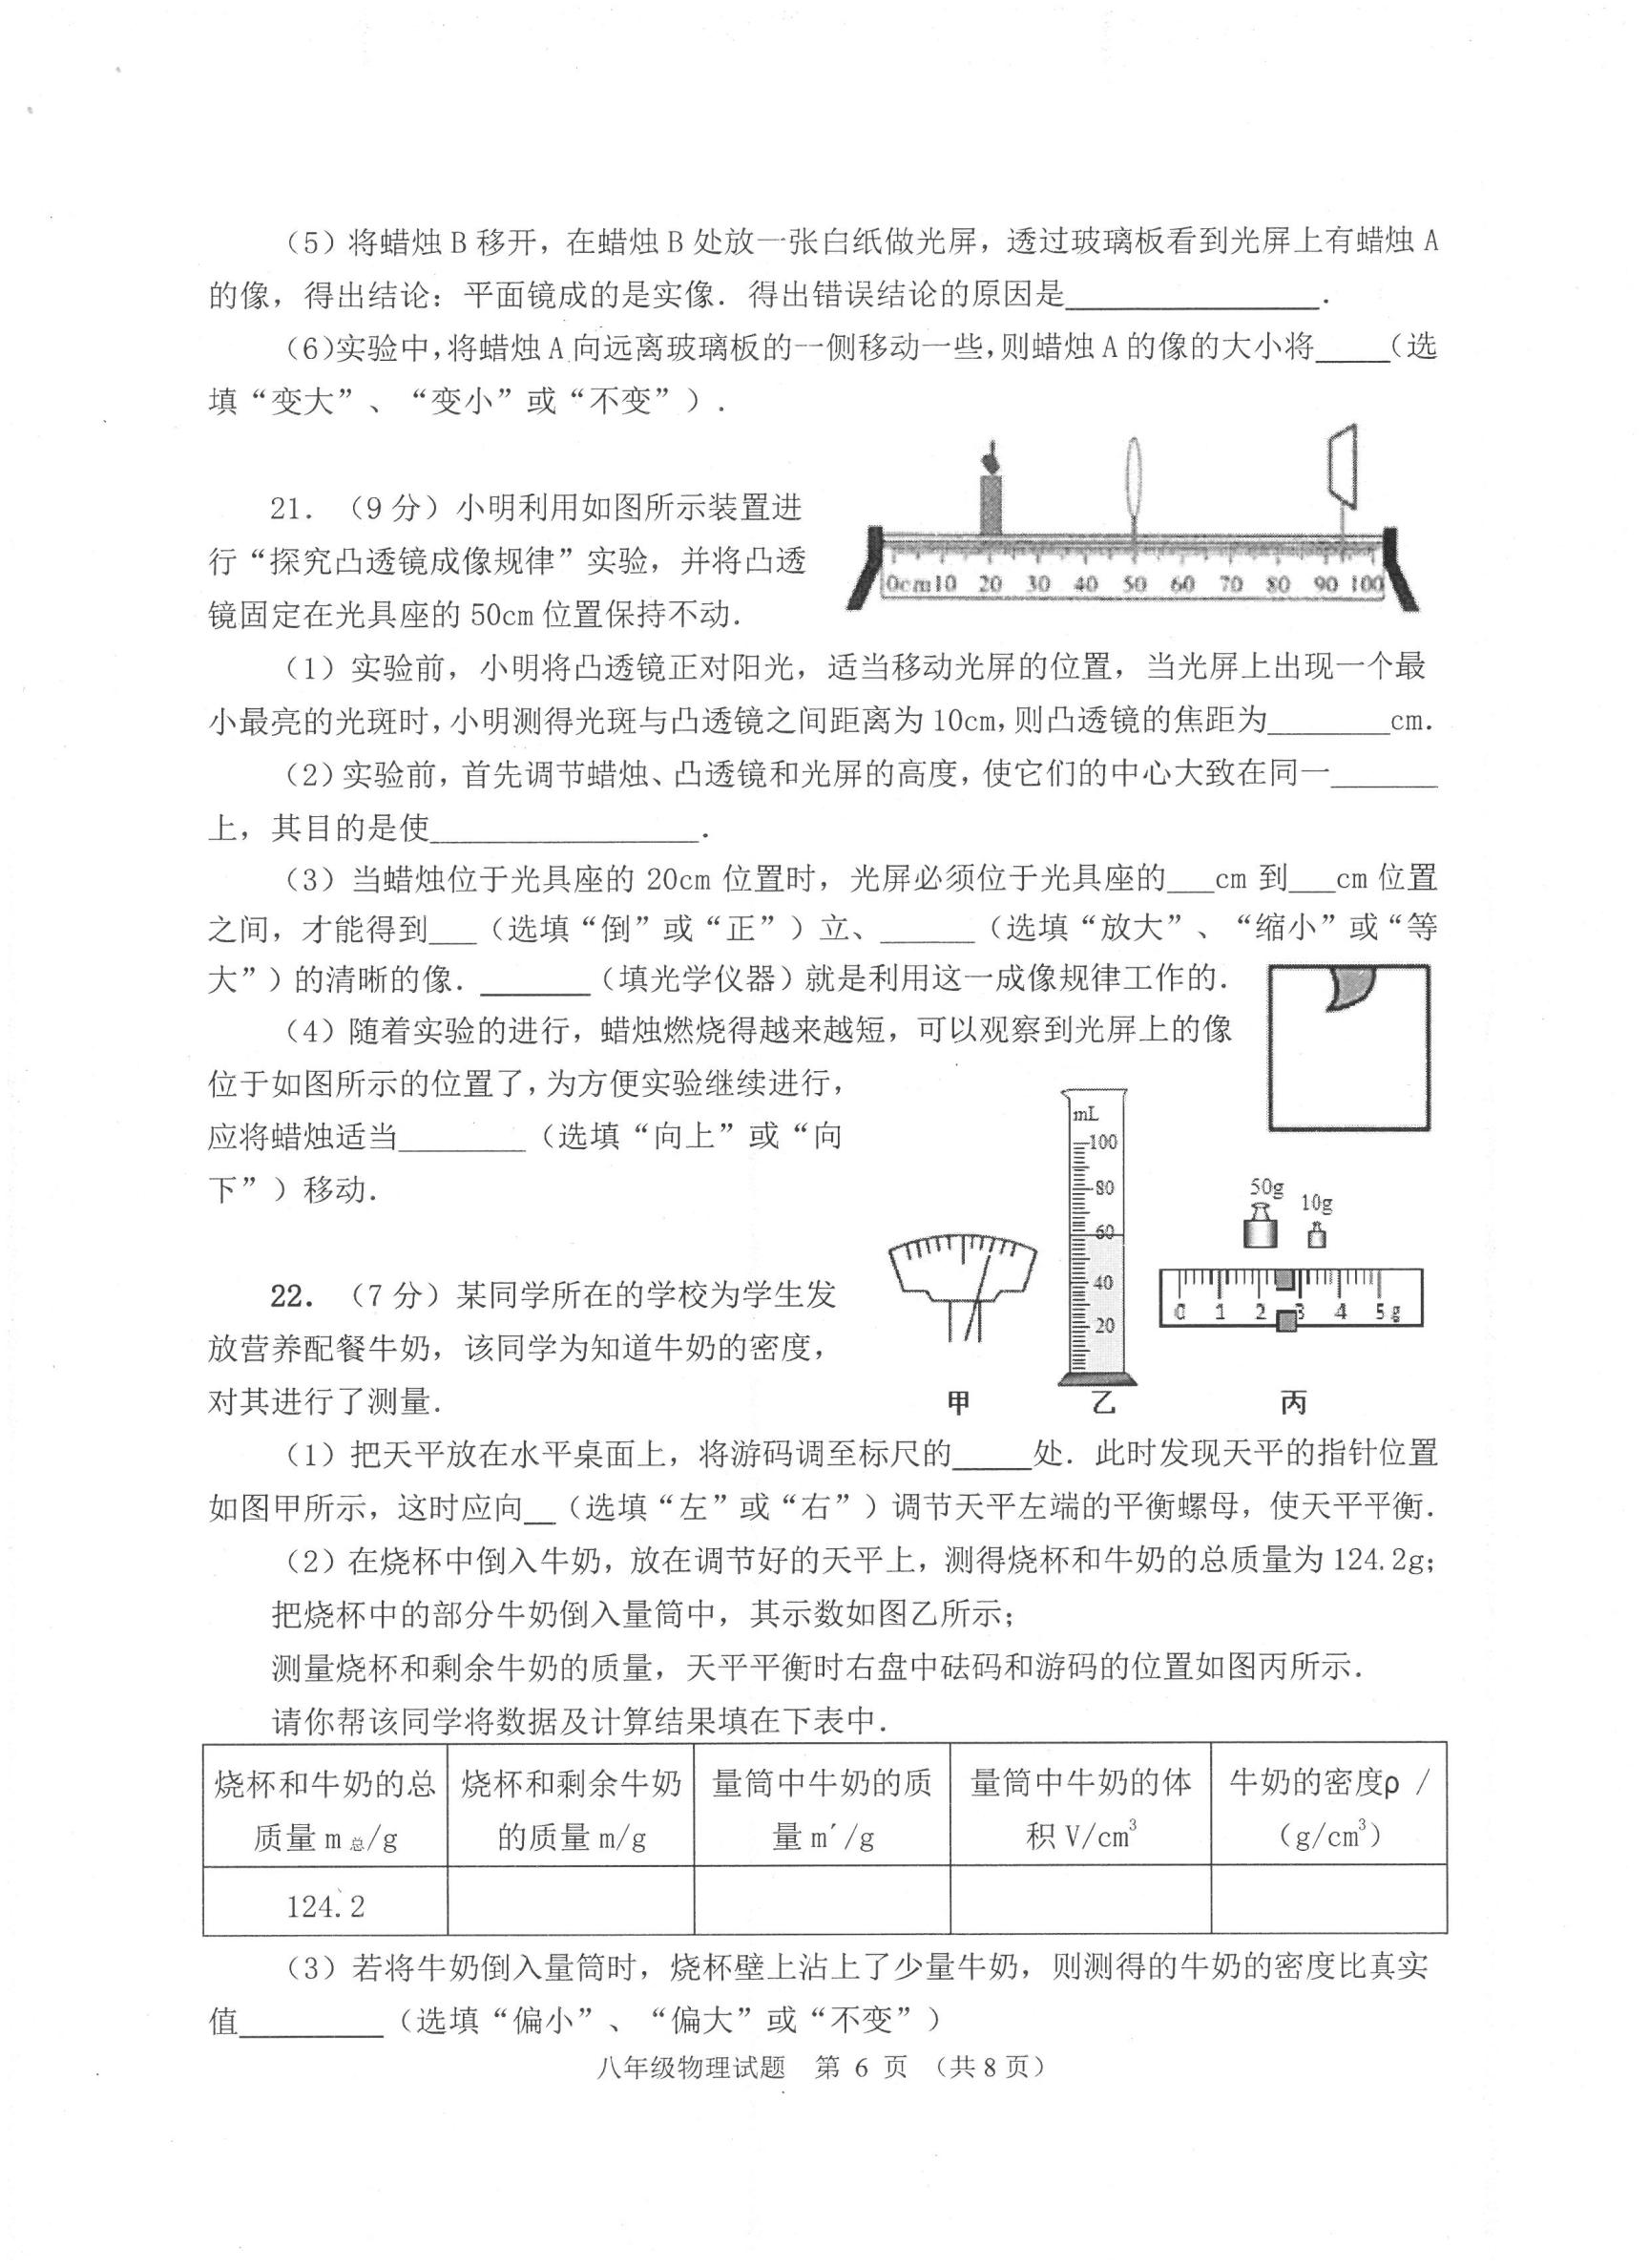 （5）将蜡烛 B 移开，在蜡烛 B 处放一张白纸做光屏，透过玻璃板看到光屏上有蜡烛 A
的像，得出结论：平面镜成的是实像．得出错误结论的原因是________________．
（6）实验中，将蜡烛 A 向远离玻璃板的一侧移动一些，则蜡烛 A 的像的大小将____（选
填“变大”、“变小”或“不变”）．
21．（9 分）小明利用如图所示装置进
行“探究凸透镜成像规律”实验，并将凸透
镜固定在光具座的 50cm 位置保持不动．
0cm 10 20 30 40 50 60 70 80 90 100
（1）实验前，小明将凸透镜正对阳光，适当移动光屏的位置，当光屏上出现一个最
小最亮的光斑时，小明测得光斑与凸透镜之间距离为 10cm，则凸透镜的焦距为________cm．
（2）实验前，首先调节蜡烛、凸透镜和光屏的高度，使它们的中心大致在同一_______
上，其目的是使_________________．
（3）当蜡烛位于光具座的 20cm 位置时，光屏必须位于光具座的___cm 到___cm 位置
之间，才能得到___（选填“倒”或“正”）立、______（选填“放大”、“缩小”或“等
大”）的清晰的像．_______（填光学仪器）就是利用这一成像规律工作的．
（4）随着实验的进行，蜡烛燃烧得越来越短，可以观察到光屏上的像
位于如图所示的位置了，为方便实验继续进行，
应将蜡烛适当________（选填“向上”或“向
下”）移动．
mL
100
80
60
40
20
50g 10g
0 1 2 3 4 5g
甲 乙 丙
22．（7 分）某同学所在的学校为学生发
放营养配餐牛奶，该同学为知道牛奶的密度，
对其进行了测量．
（1）把天平放在水平桌面上，将游码调至标尺的_____处．此时发现天平的指针位置
如图甲所示，这时应向__（选填“左”或“右”）调节天平左端的平衡螺母，使天平平衡．
（2）在烧杯中倒入牛奶，放在调节好的天平上，测得烧杯和牛奶的总质量为 124.2g；
把烧杯中的部分牛奶倒入量筒中，其示数如图乙所示；
测量烧杯和剩余牛奶的质量，天平平衡时右盘中砝码和游码的位置如图丙所示．
请你帮该同学将数据及计算结果填在下表中．
烧杯和牛奶的总 烧杯和剩余牛奶 量筒中牛奶的质 量筒中牛奶的体 牛奶的密度ρ /
质量 m总/g 的质量 m/g 量 m′/g 积 V/cm³ （g/cm³）
124.2
（3）若将牛奶倒入量筒时，烧杯壁上沾上了少量牛奶，则测得的牛奶的密度比真实
值_________（选填“偏小”、“偏大”或“不变”）
八年级物理试题 第 6 页 （共 8 页）